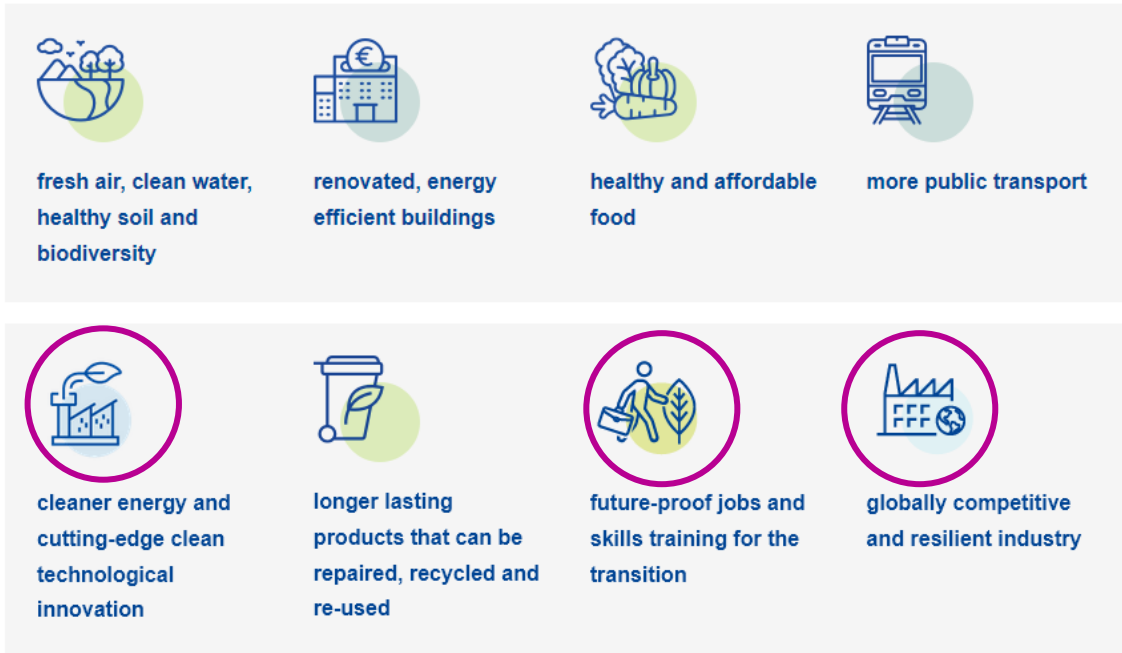 €
fresh air, clean water,
healthy soil and
biodiversity
renovated, energy
efficient buildings
healthy and affordable
food
more public transport
cleaner energy and
cutting-edge clean
technological
innovation
longer lasting
products that can be
repaired, recycled and
re-used
future-proof jobs and
skills training for the
transition
globally competitive
and resilient industry